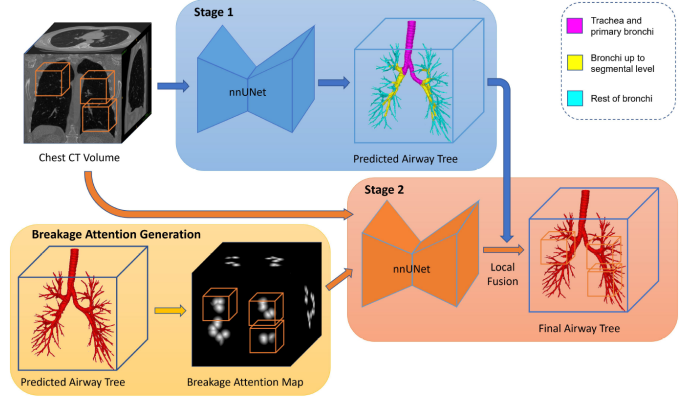 Stage 1
nnUNet
Predicted Airway Tree
Chest CT Volume
Trachea and
primary bronchi
Bronchi up to
segmental level
Rest of bronchi
Stage 2
nnUNet
Local
Fusion
Final Airway Tree
Breakage Attention Generation
Predicted Airway Tree
Breakage Attention Map